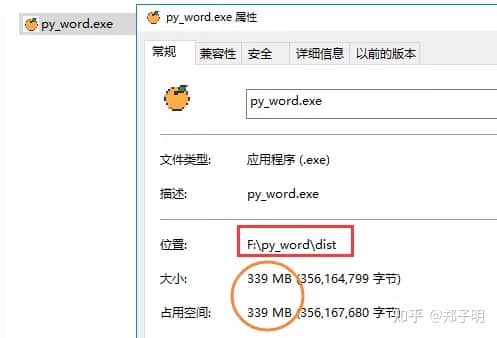 py_word.exe
py_word.exe 属性
常规 兼容性 安全 详细信息 以前的版本
py_word.exe
文件类型: 应用程序 (.exe)
描述: py_word.exe
位置: F:\py_word\dist
大小: 339 MB (356,164,799 字节)
占用空间: 339 MB (356,167,680 字节)
知乎 @郑子明